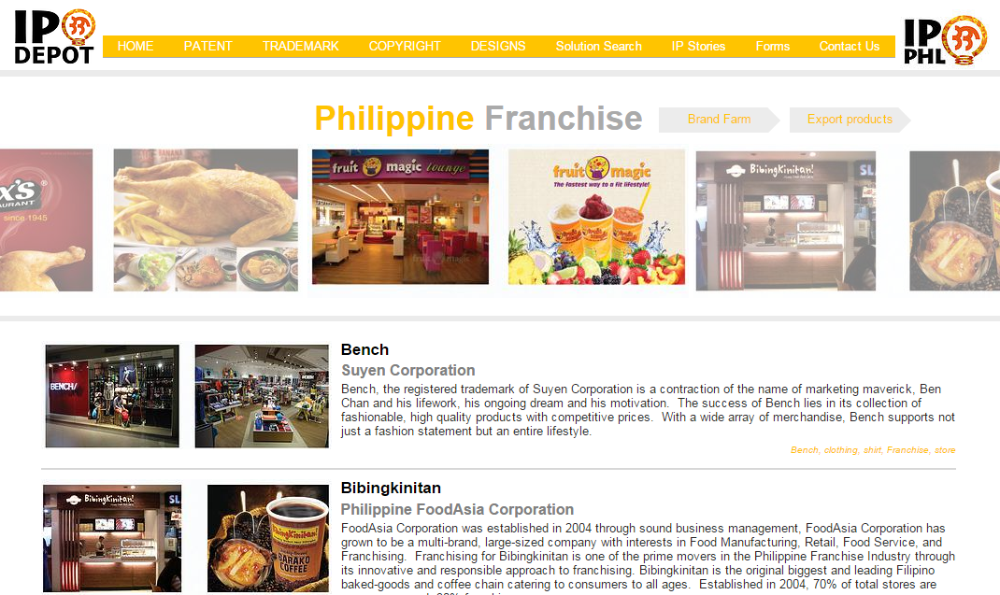 IPO
DEPOT
HOME PATENT TRADEMARK COPYRIGHT DESIGNS Solution Search IP Stories Forms Contact Us
IP
PHL
Philippine Franchise
Brand Farm
Export products
X'S
URANT
since 1945
BANANA
fruit magic lounge
fruit magic
fruit magic
The fastest way to a fit lifestyle!
BibingKinitan!
SL
BENCH/
Bench
Suyen Corporation
Bench, the registered trademark of Suyen Corporation is a contraction of the name of marketing maverick, Ben
Chan and his lifework, his ongoing dream and his motivation. The success of Bench lies in its collection of
fashionable, high quality products with competitive prices. With a wide array of merchandise, Bench supports not
just a fashion statement but an entire lifestyle.
Bench, clothing, shirt, Franchise, store
BibingKinitan!
SL
BibingKinitan!
BARAKO
COFFEE
Bibingkinitan
Philippine FoodAsia Corporation
FoodAsia Corporation was established in 2004 through sound business management, FoodAsia Corporation has
grown to be a multi-brand, large-sized company with interests in Food Manufacturing, Retail, Food Service, and
Franchising. Franchising for Bibingkinitan is one of the prime movers in the Philippine Franchise Industry through
its innovative and responsible approach to franchising. Bibingkinitan is the original biggest and leading Filipino
baked-goods and coffee chain catering to consumers to all ages. Established in 2004, 70% of total stores are